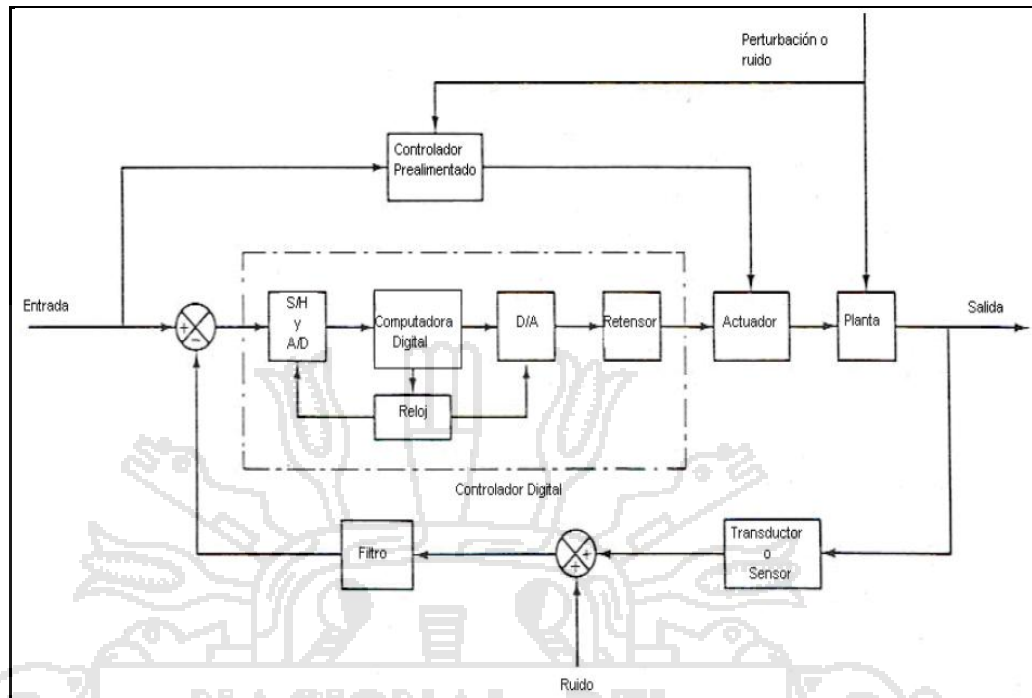 Perturbación o
ruido
Controlador
Prealimentado
Entrada
+
−
S/H
y
A/D
Computadora
Digital
D/A
Retensor
Actuador
Planta
Salida
Reloj
Controlador Digital
Filtro
+
+
Transductor
o
Sensor
Ruido